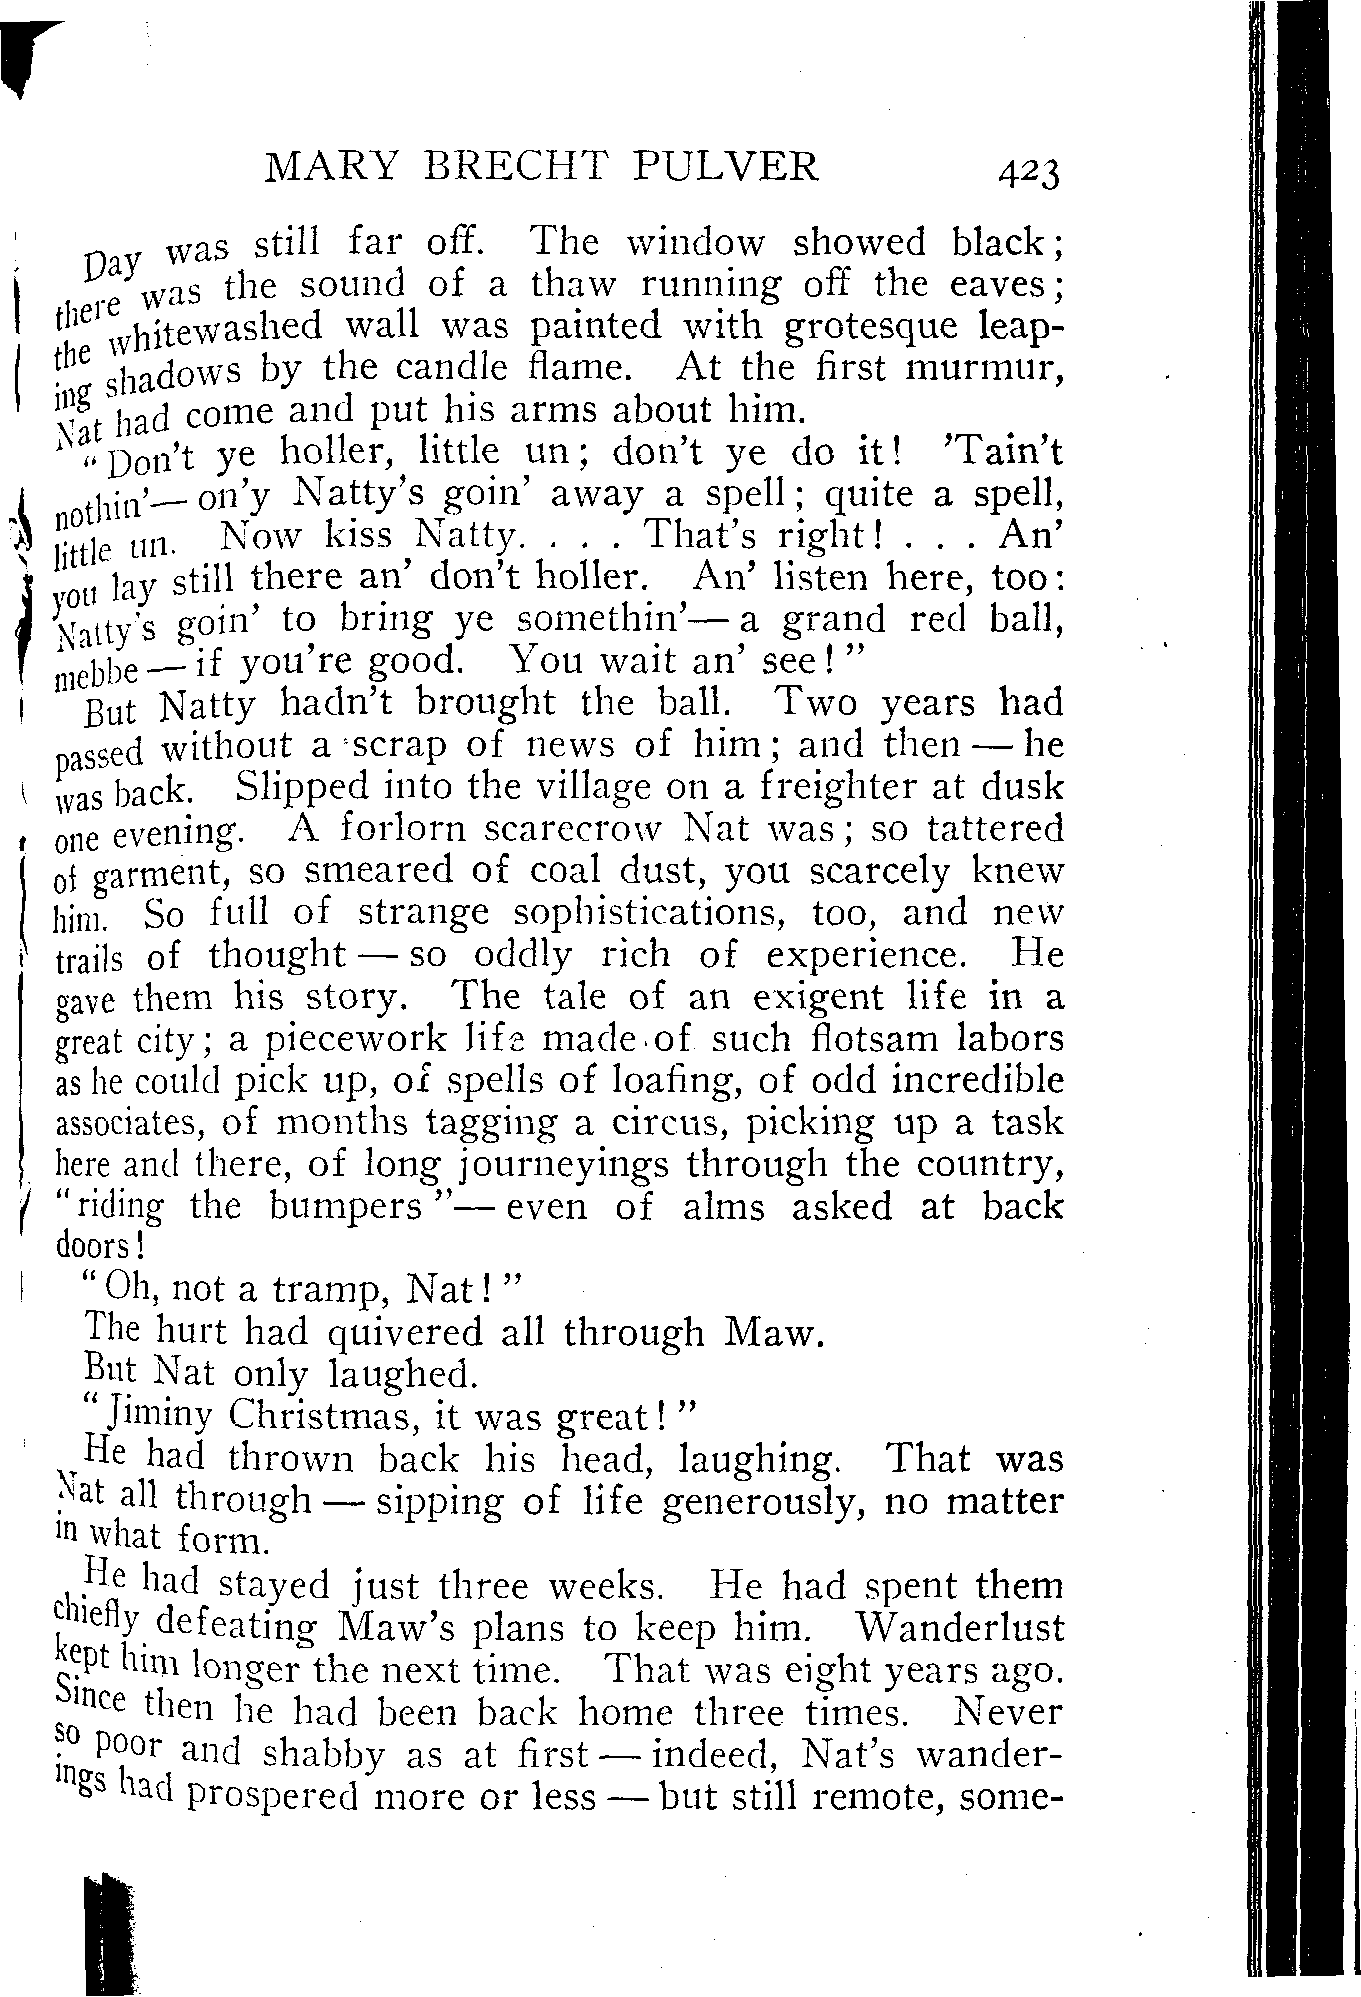 MARY BRECHT PULVER 423
Day was still far off. The window showed black;
there was the sound of a thaw running off the eaves;
the whitewashed wall was painted with grotesque leap-
ing shadows by the candle flame. At the first murmur,
Nat had come and put his arms about him.
"Don't ye holler, little un; don't ye do it! 'Tain't
nothin'— on'y Natty's goin' away a spell; quite a spell,
little un. Now kiss Natty. . . . That's right! . . . An'
you lay still there an' don't holler. An' listen here, too:
Natty's goin' to bring ye somethin'— a grand red ball,
mebbe — if you're good. You wait an' see!"
But Natty hadn't brought the ball. Two years had
passed without a scrap of news of him; and then — he
was back. Slipped into the village on a freighter at dusk
one evening. A forlorn scarecrow Nat was; so tattered
of garment, so smeared of coal dust, you scarcely knew
him. So full of strange sophistications, too, and new
trails of thought — so oddly rich of experience. He
gave them his story. The tale of an exigent life in a
great city; a piecework life made of such flotsam labors
as he could pick up, of spells of loafing, of odd incredible
associates, of months tagging a circus, picking up a task
here and there, of long journeyings through the country,
"riding the bumpers"— even of alms asked at back
doors!
"Oh, not a tramp, Nat!"
The hurt had quivered all through Maw.
But Nat only laughed.
"Jiminy Christmas, it was great!"
He had thrown back his head, laughing. That was
Nat all through — sipping of life generously, no matter
in what form.
He had stayed just three weeks. He had spent them
chiefly defeating Maw's plans to keep him. Wanderlust
kept him longer the next time. That was eight years ago.
Since then he had been back home three times. Never
so poor and shabby as at first — indeed, Nat's wander-
ings had prospered more or less — but still remote, some-